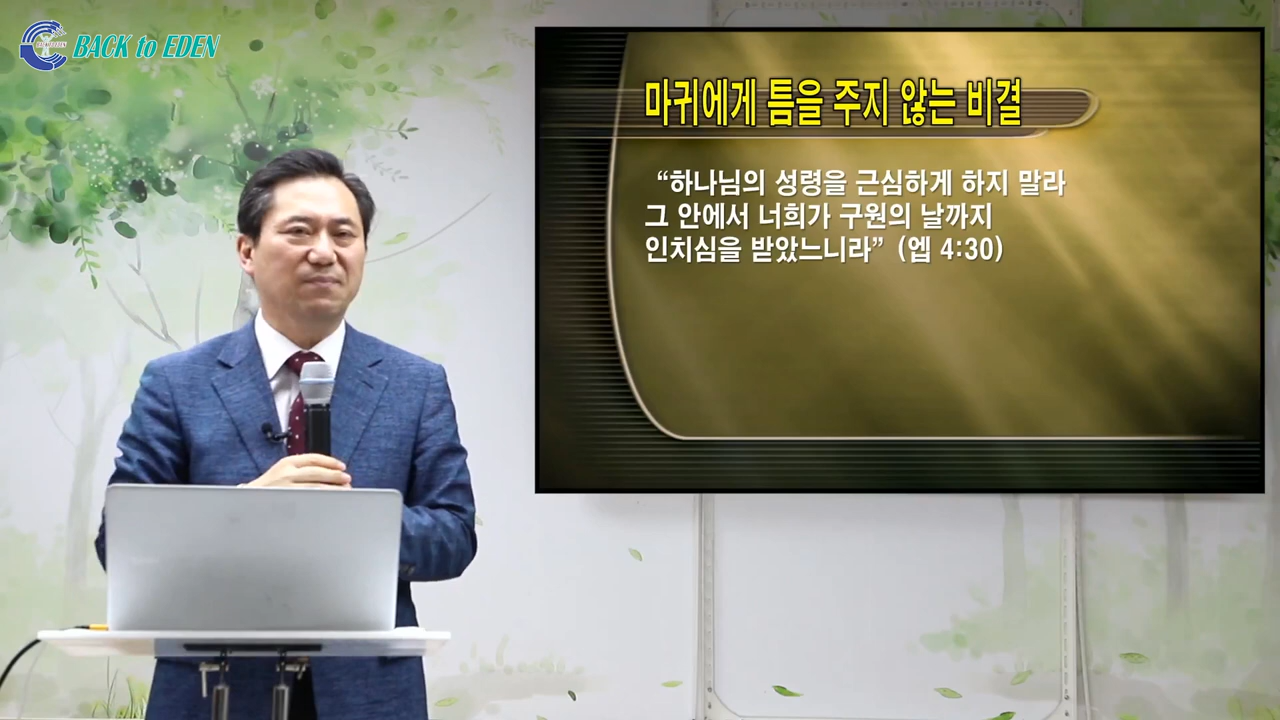 BACK to EDEN
마귀에게 틈을 주지 않는 비결
“하나님의 성령을 근심하게 하지 말라
그 안에서 너희가 구원의 날까지
인치심을 받았느니라” (엡 4:30)